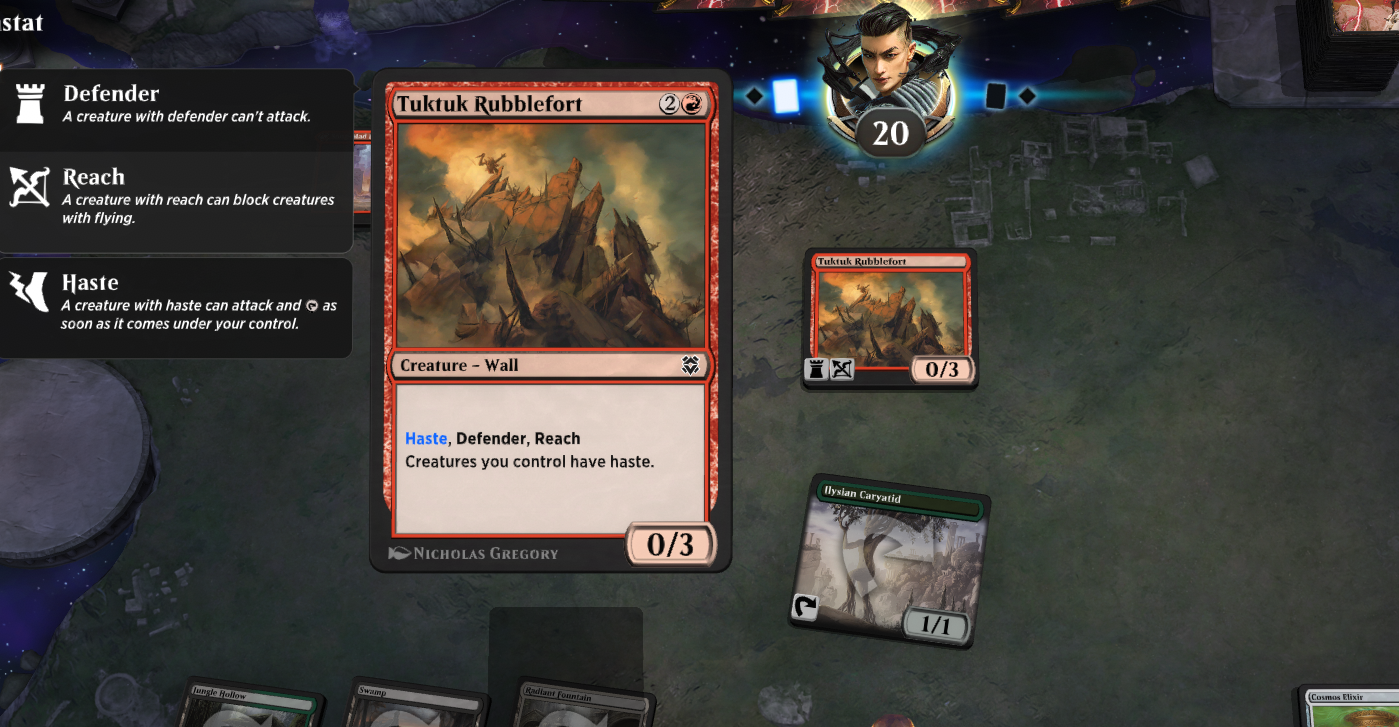 nstat
Defender
A creature with defender can't attack.
Reach
A creature with reach can block creatures
with flying.
Haste
A creature with haste can attack and as
soon as it comes under your control.
Tuktuk Rubblefort 2
Creature – Wall
Haste, Defender, Reach
Creatures you control have haste.
0/3
NICHOLAS GREGORY
20
Tuktuk Rubblefort
0/3
Ilysian Caryatid
1/1
Jungle Hollow
Swamp
Radiant Fountain
Cosmos Elixir